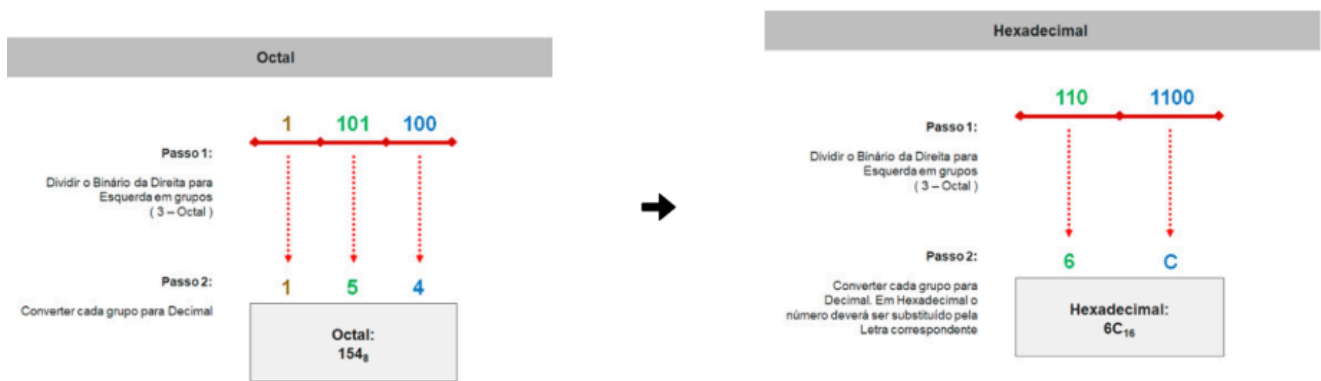 Octal
1 101 100
Passo 1:
Dividir o Binário da Direita para
Esquerda em grupos
( 3 – Octal )
Passo 2:
1 5 4
Converter cada grupo para Decimal
Octal:
154₈
Hexadecimal
110 1100
Passo 1:
Dividir o Binário da Direita para
Esquerda em grupos
( 3 – Octal )
Passo 2:
6 C
Converter cada grupo para
Decimal. Em Hexadecimal o
número deverá ser substituído pela
Letra correspondente
Hexadecimal:
6C₁₆